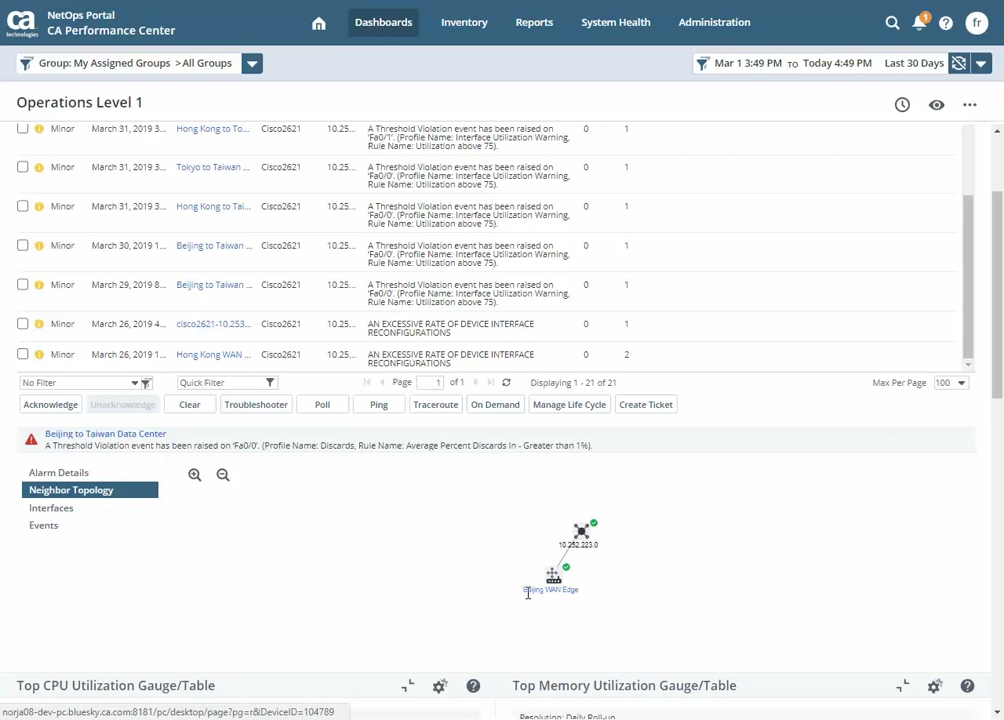 ca
technologies
NetOps Portal
CA Performance Center
Dashboards
Inventory
Reports
System Health
Administration
1
fr
Group: My Assigned Groups > All Groups
Mar 1 3:49 PM TO Today 4:49 PM
Last 30 Days
Operations Level 1
Minor March 31, 2019 3... Hong Kong to To... Cisco2621 10.25... A Threshold Violation event has been raised on 0 1
'Fa0/1'. (Profile Name: Interface Utilization Warning,
Rule Name: Utilization above 75).
Minor March 31, 2019 3... Tokyo to Taiwan ... Cisco2621 10.25... A Threshold Violation event has been raised on 0 1
'Fa0/0'. (Profile Name: Interface Utilization Warning,
Rule Name: Utilization above 75).
Minor March 31, 2019 3... Hong Kong to Tai... Cisco2621 10.25... A Threshold Violation event has been raised on 0 1
'Fa0/0'. (Profile Name: Interface Utilization Warning,
Rule Name: Utilization above 75).
Minor March 30, 2019 1... Beijing to Taiwan ... Cisco2621 10.25... A Threshold Violation event has been raised on 0 1
'Fa0/0'. (Profile Name: Interface Utilization Warning,
Rule Name: Utilization above 75).
Minor March 29, 2019 8... Beijing to Taiwan ... Cisco2621 10.25... A Threshold Violation event has been raised on 0 1
'Fa0/0'. (Profile Name: Interface Utilization Warning,
Rule Name: Utilization above 75).
Minor March 26, 2019 4... cisco2621-10.253... Cisco2621 10.25... AN EXCESSIVE RATE OF DEVICE INTERFACE 0 1
RECONFIGURATIONS
Minor March 26, 2019 1... Hong Kong WAN ... Cisco2621 10.25... AN EXCESSIVE RATE OF DEVICE INTERFACE 0 2
RECONFIGURATIONS
No Filter
Quick Filter
Page 1 of 1
Displaying 1 - 21 of 21
Max Per Page 100
Acknowledge Unacknowledge Clear Troubleshooter Poll Ping Traceroute On Demand Manage Life Cycle Create Ticket
Beijing to Taiwan Data Center
A Threshold Violation event has been raised on 'Fa0/0'. (Profile Name: Discards, Rule Name: Average Percent Discards In - Greater than 1%).
Alarm Details
Neighbor Topology
Interfaces
Events
10.252.223.0
Beijing WAN Edge
Top CPU Utilization Gauge/Table
Top Memory Utilization Gauge/Table
norja08-dev-pc.bluesky.ca.com:8181/pc/desktop/page?pg=r&DeviceID=104789
Resolution: Daily Roll-up